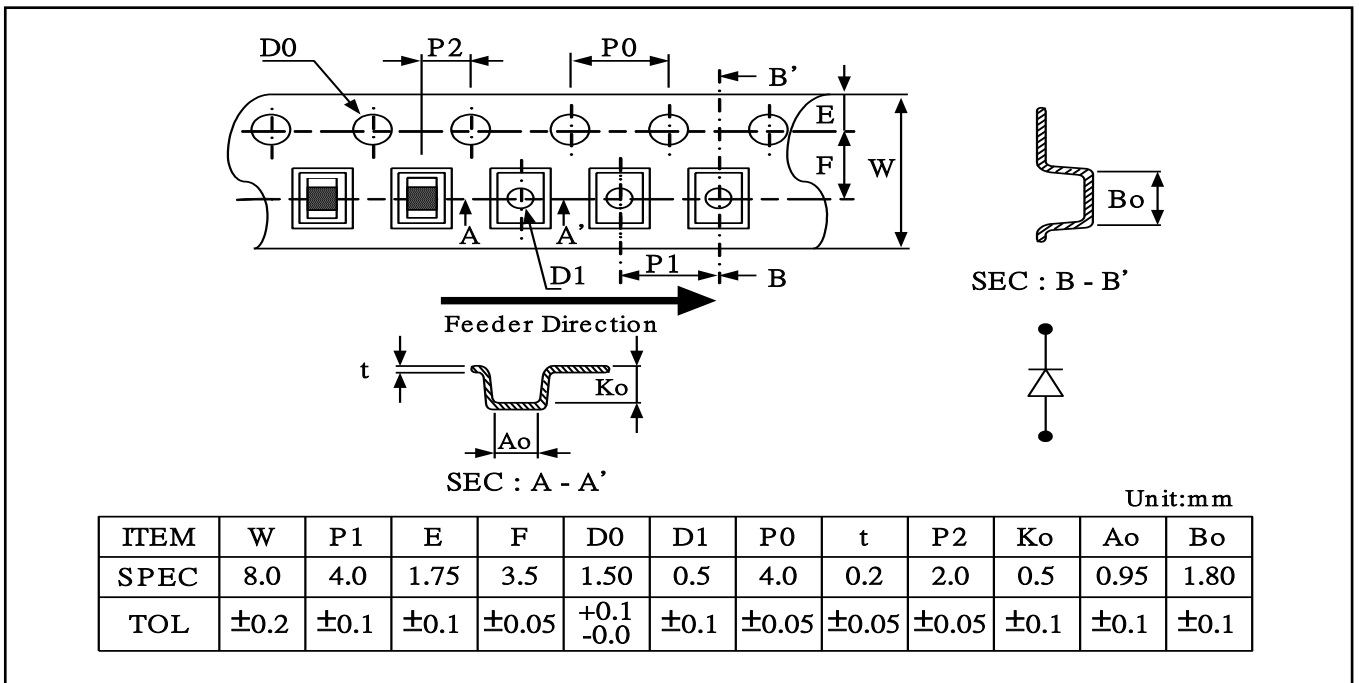 D0
P2
P0
B’
E
F
W
A
A’
D1
P1
B
Feeder Direction
Bo
SEC : B - B’
t
Ko
Ao
SEC : A - A’
Unit:mm
ITEM W P1 E F D0 D1 P0 t P2 Ko Ao Bo
SPEC 8.0 4.0 1.75 3.5 1.50 0.5 4.0 0.2 2.0 0.5 0.95 1.80
TOL ±0.2 ±0.1 ±0.1 ±0.05 +0.1 -0.0 ±0.1 ±0.05 ±0.05 ±0.05 ±0.1 ±0.1 ±0.1